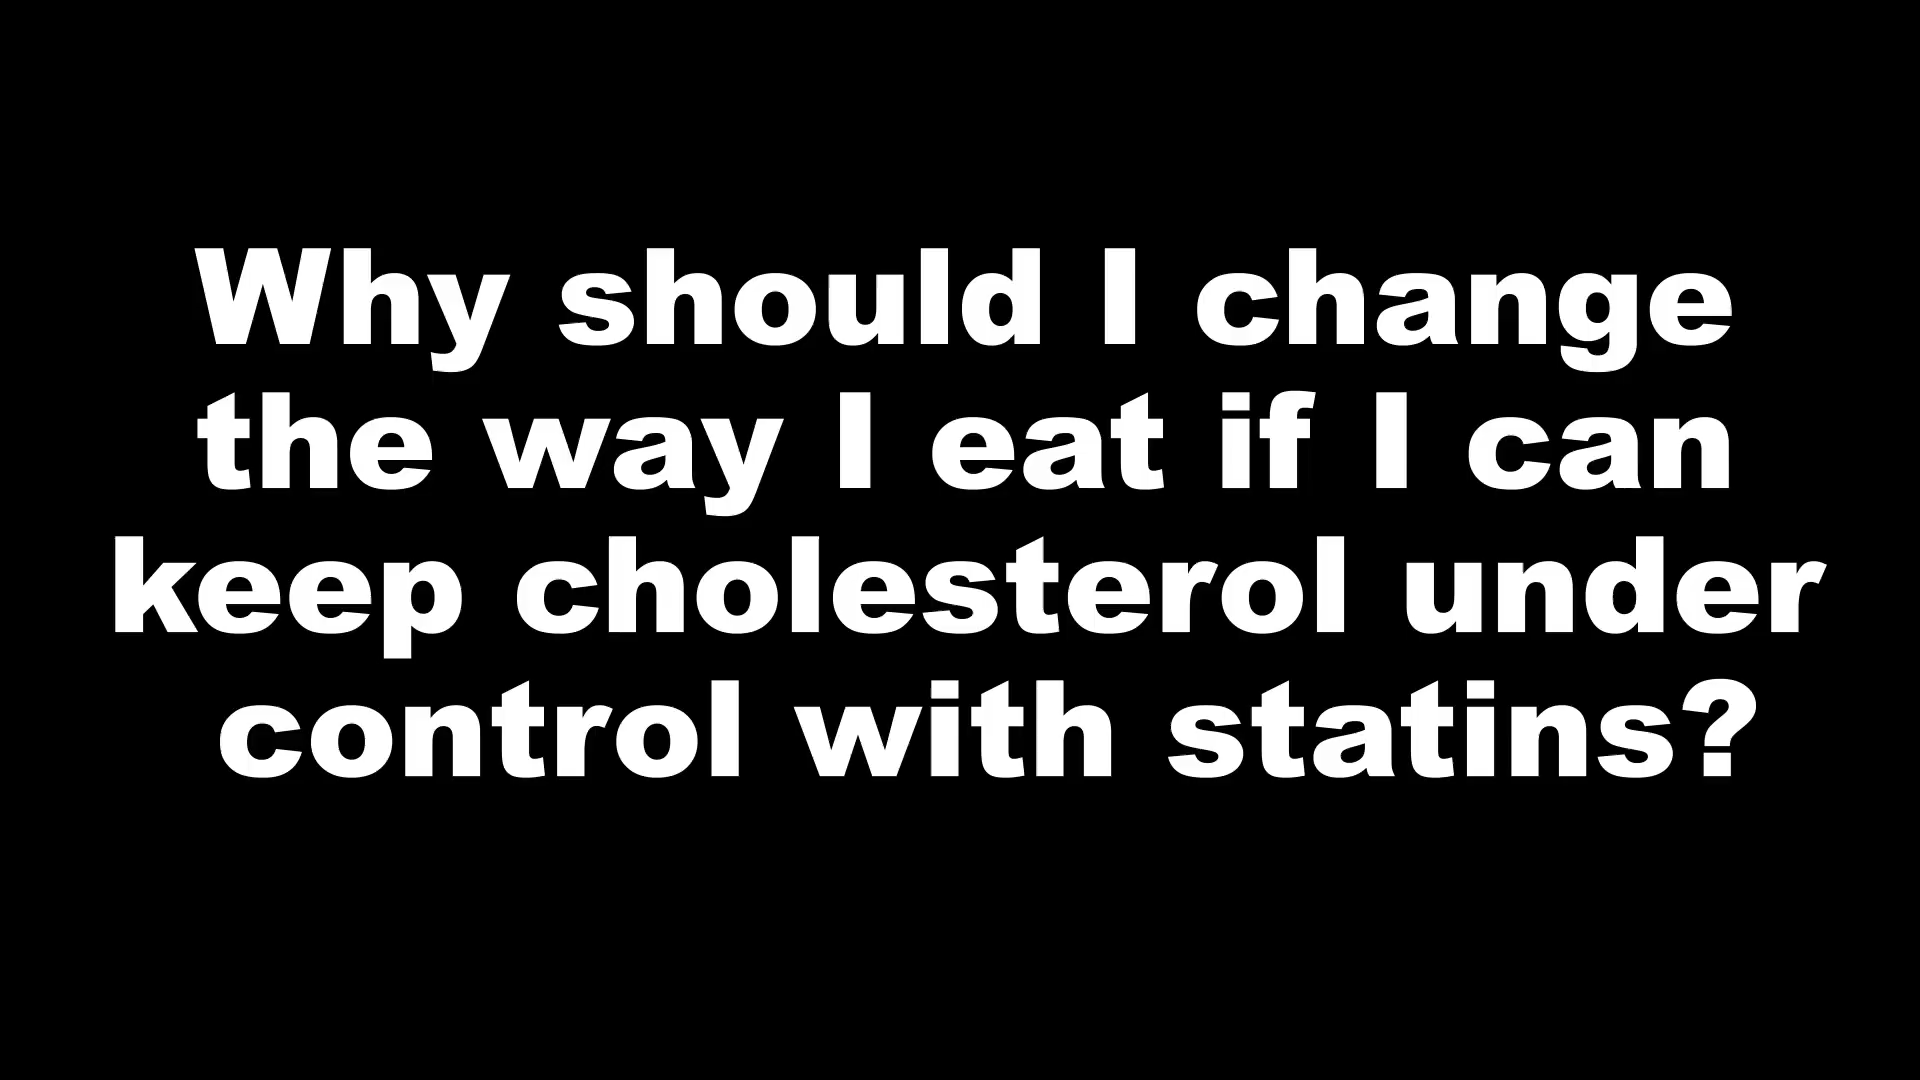 Why should I change
the way I eat if I can
keep cholesterol under
control with statins?